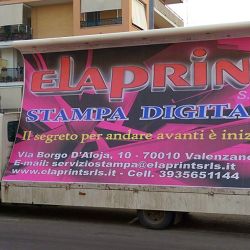 ELAPRIN
S
STAMPA DIGITA
Il segreto per andare avanti è iniz
Via Borgo D'Aloja, 10 - 70010 Valenzano
E-mail: serviziostampa@elaprintsrls.it
www.elaprintsrls.it - Cell. 3935651144